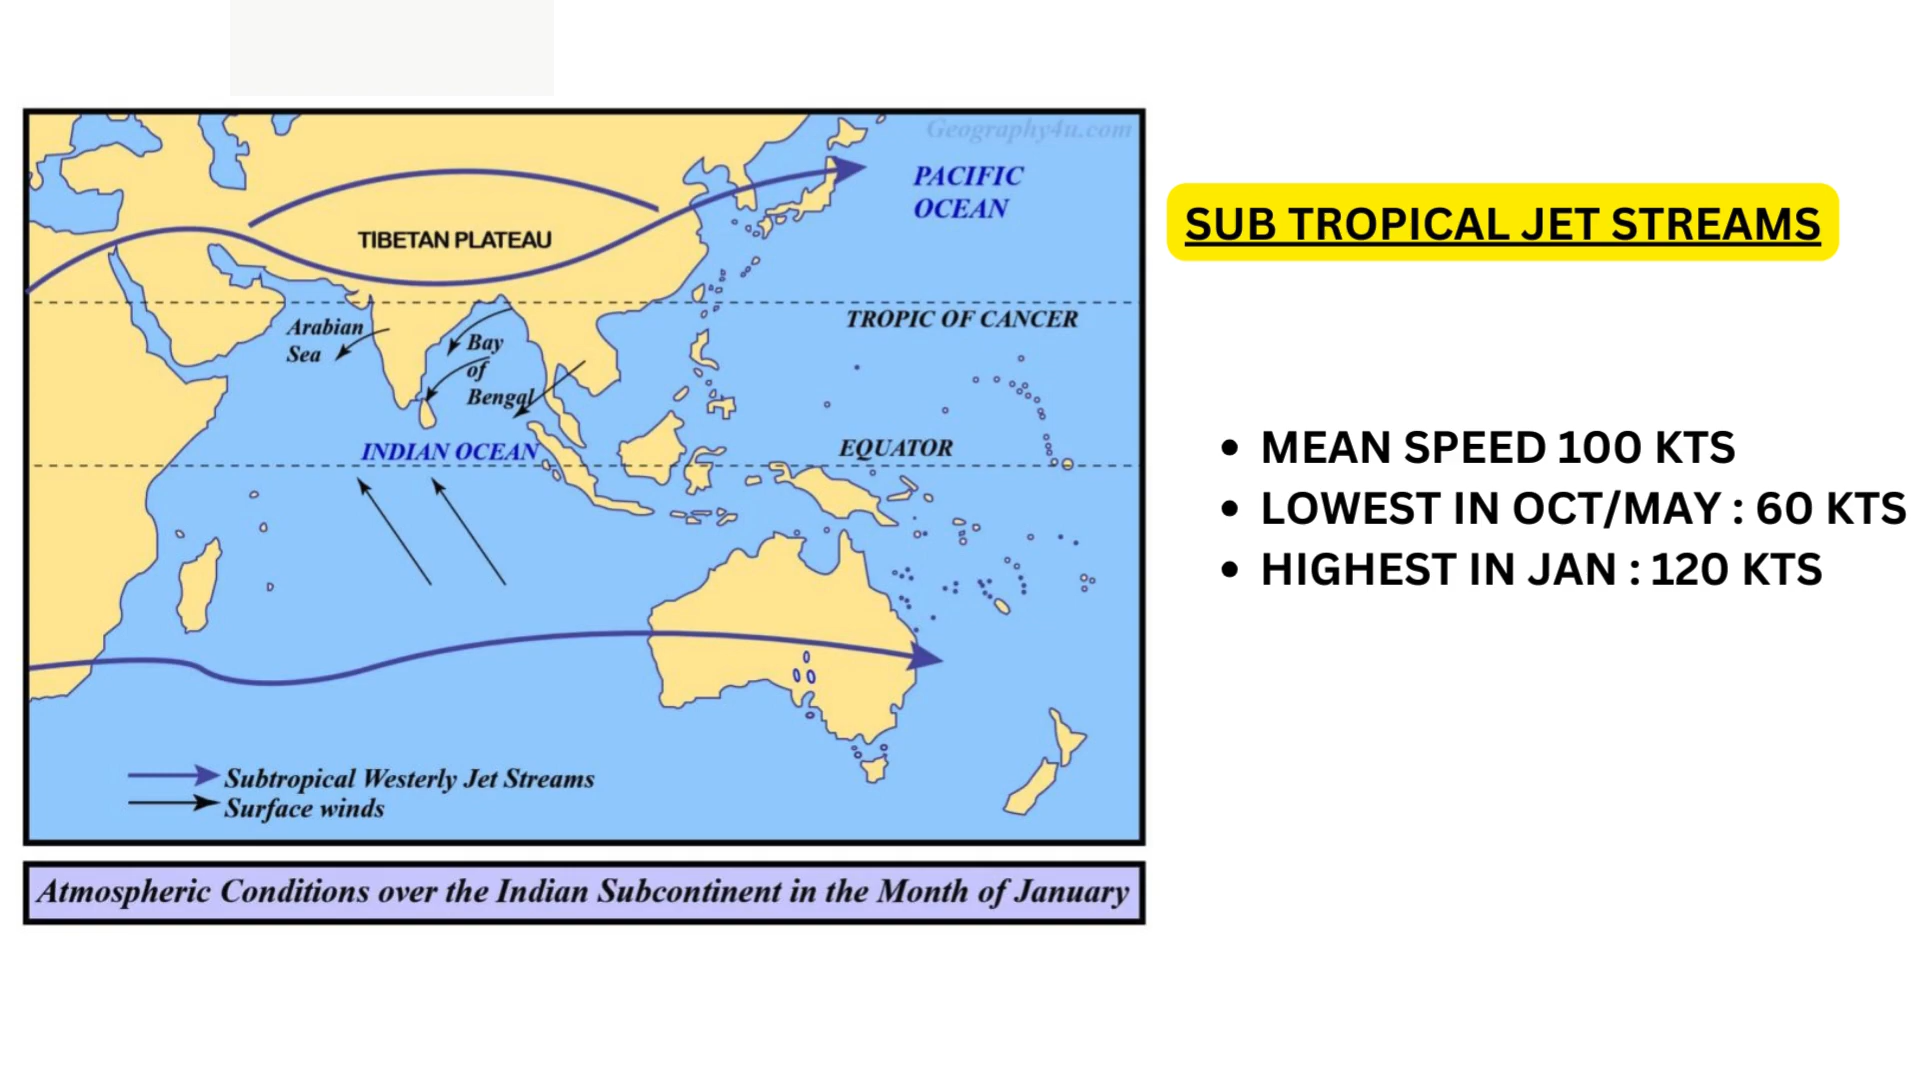 Geography4u.com
PACIFIC
OCEAN
TIBETAN PLATEAU
TROPIC OF CANCER
Arabian
Sea
Bay
of
Bengal
INDIAN OCEAN
EQUATOR
Subtropical Westerly Jet Streams
Surface winds
Atmospheric Conditions over the Indian Subcontinent in the Month of January
SUB TROPICAL JET STREAMS
• MEAN SPEED 100 KTS
• LOWEST IN OCT/MAY : 60 KTS
• HIGHEST IN JAN : 120 KTS